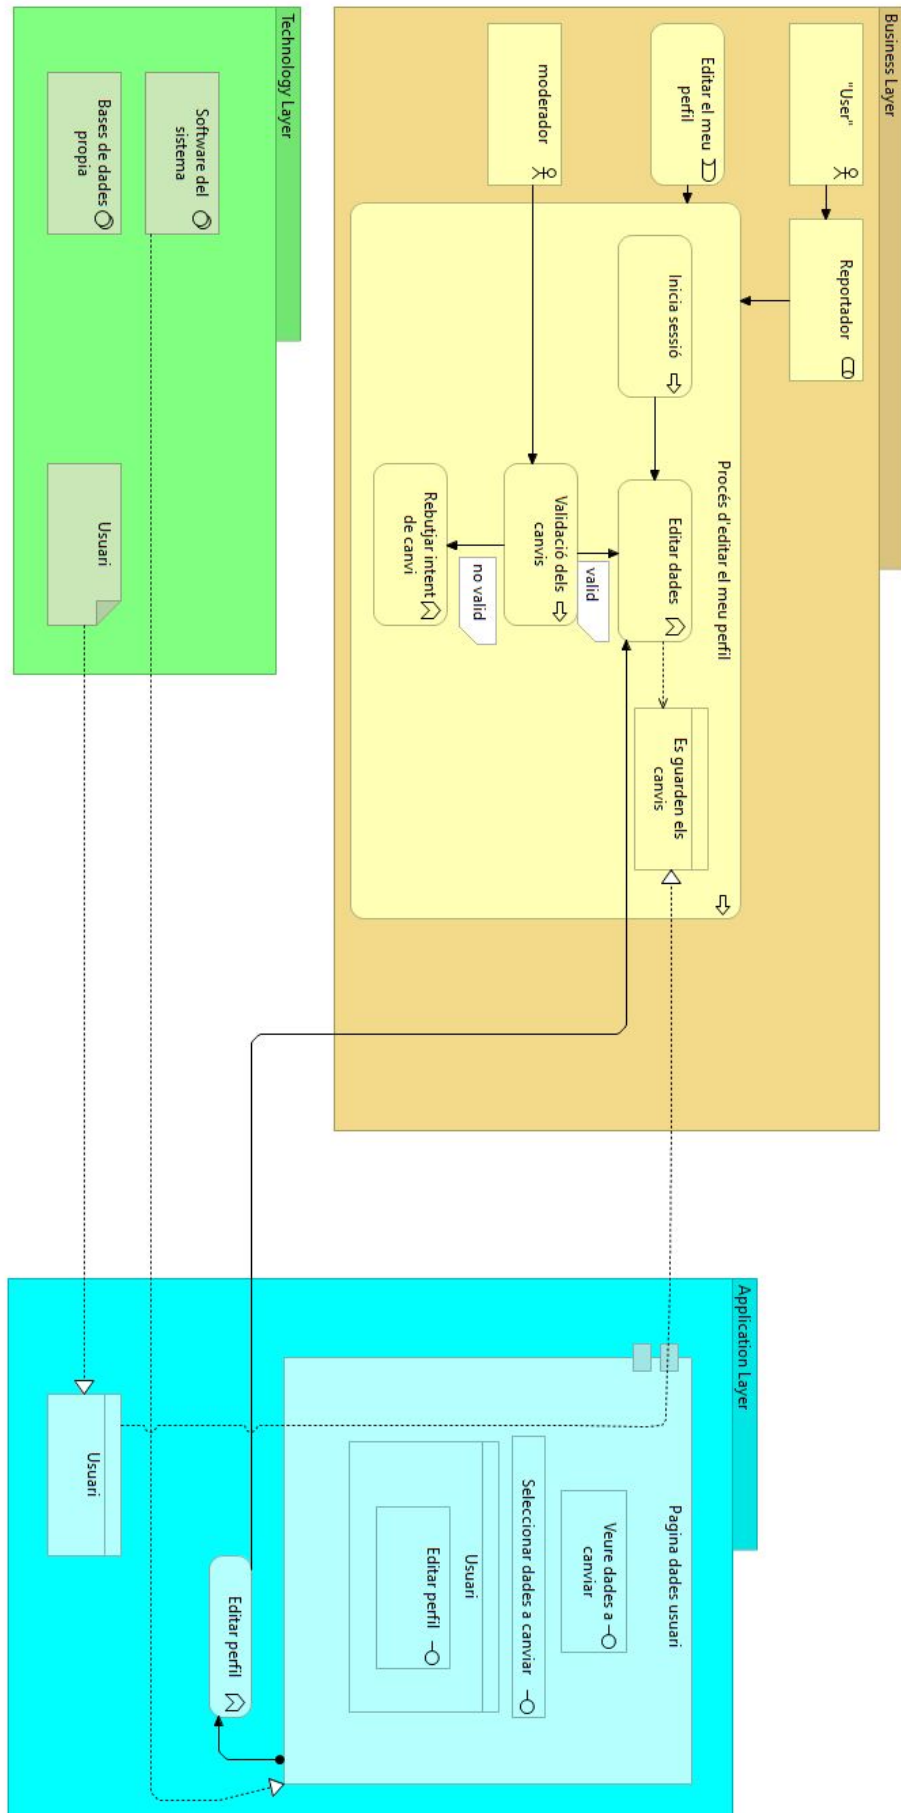 Business Layer
"User"
Reportador
Editar el meu
perfil
Procés d'editar el meu perfil
Inicia sessió
Editar dades
Es guarden els
canvis
valid
moderador
Validació dels
canvis
no valid
Rebutjar intent
de canvi
Technology Layer
Software del
sistema
Bases de dades
propia
Usuari
Application Layer
Pagina dades usuari
Veure dades a
canviar
Seleccionar dades a canviar
Usuari
Editar perfil
Editar perfil
Usuari